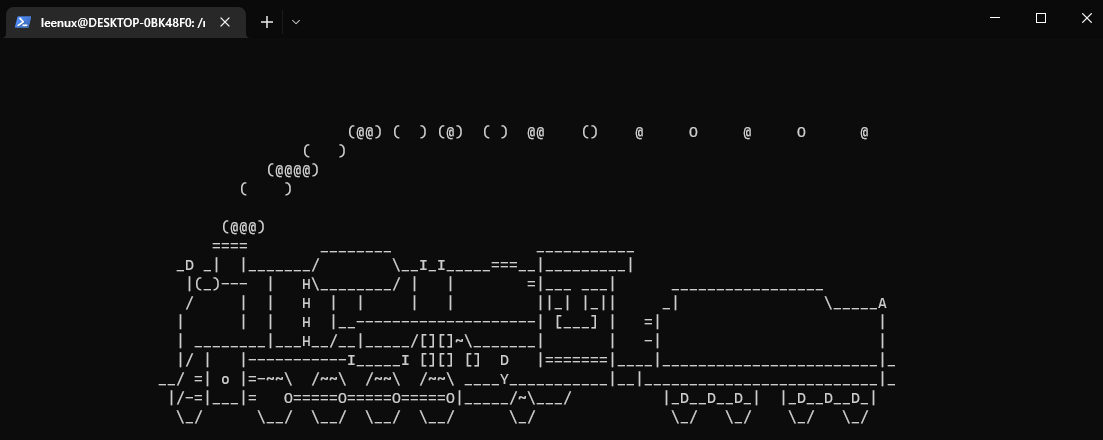 leenux@DESKTOP-0BK48F0: /r
                      (@@) (  ) (@)  ( )  @@    ()    @     O     @     O      @
                 (   )
             (@@@@)
          (    )

        (@@@)
       ====        ________                ___________
   _D _|  |_______/        \__I_I_____===__|_________|
    |(_)---  |   H\________/ |   |        =|___ ___|      _________________
    /     |  |   H  |  |     |   |         ||_| |_||     _|                \_____A
   |      |  |   H  |__--------------------| [___] |   =|                        |
   | ________|___H__/__|_____/[][]~\_______|       |   -|                        |
   |/ |   |-----------I_____I [][] []  D   |=======|____|________________________|_
 __/ =| o |=-~~\  /~~\  /~~\  /~~\ ____Y___________|__|__________________________|_
  |/-=|___|=   O=====O=====O=====O|_____/~\___/          |_D__D__D_|  |_D__D__D_|
   \_/      \__/  \__/  \__/  \__/      \_/               \_/   \_/    \_/   \_/